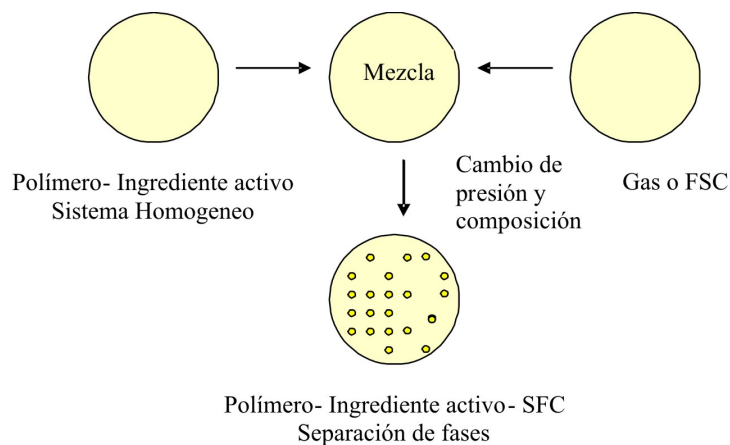 Mezcla
Polímero- Ingrediente activo
Sistema Homogeneo
Cambio de
presión y
composición
Gas o FSC
Polímero- Ingrediente activo- SFC
Separación de fases